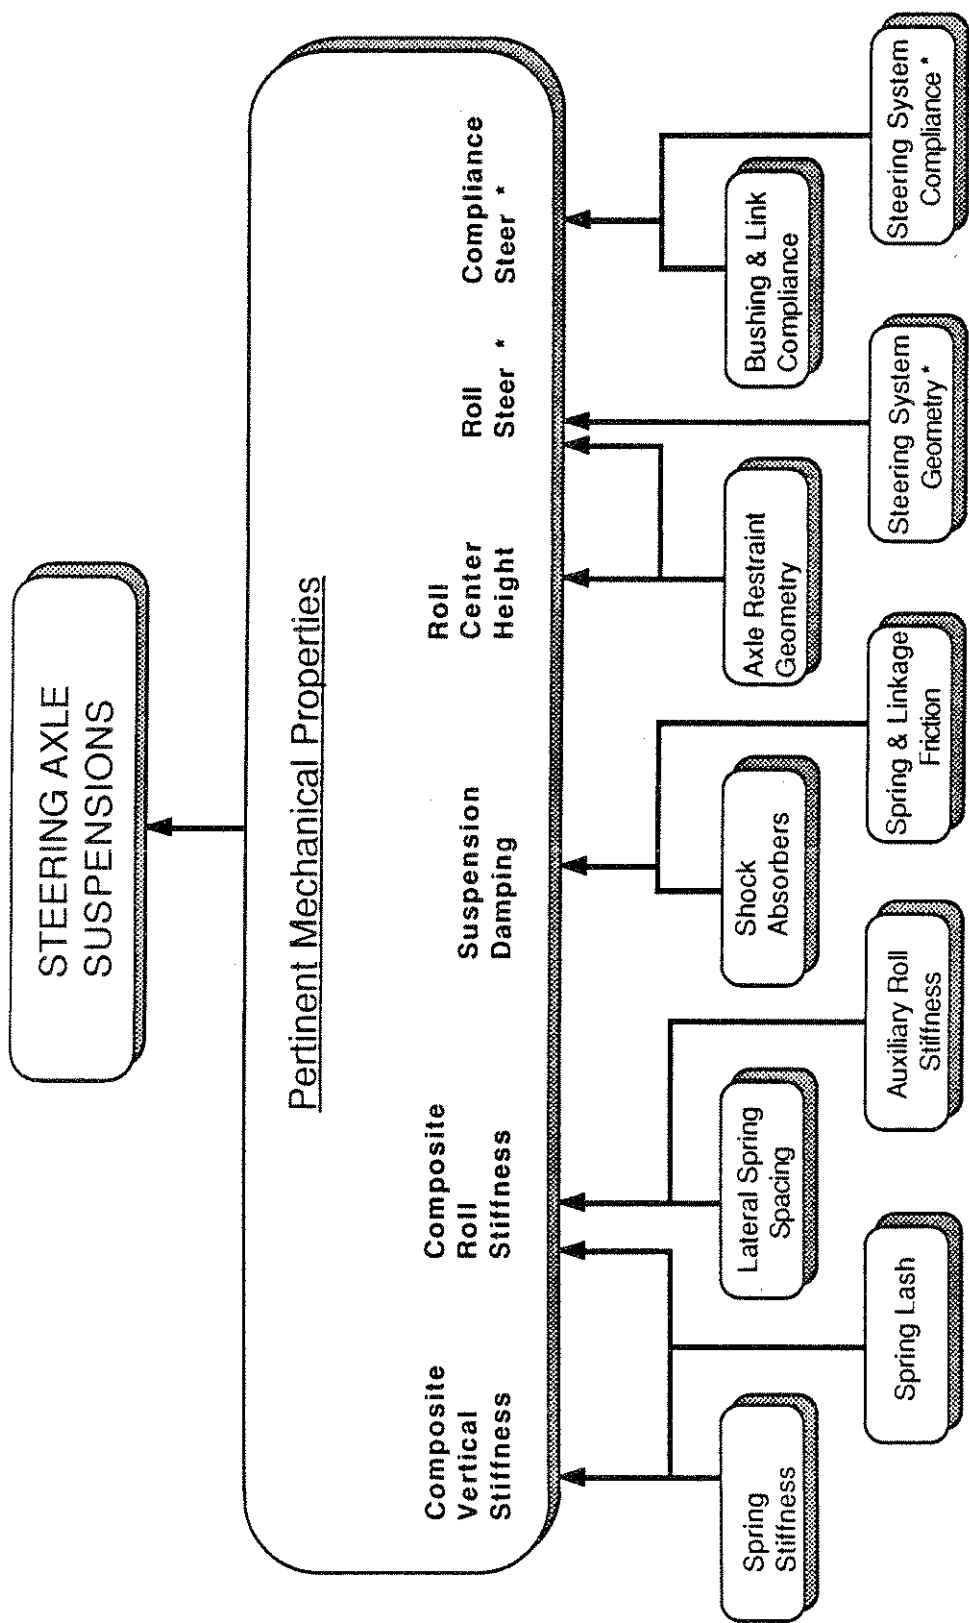 STEERING AXLE
SUSPENSIONS
Pertinent Mechanical Properties
Composite
Vertical
Stiffness
Composite
Roll
Stiffness
Suspension
Damping
Roll
Center
Height
Roll
Steer *
Compliance
Steer *
Spring
Stiffness
Lateral Spring
Spacing
Shock
Absorbers
Axle Restraint
Geometry
Bushing & Link
Compliance
Spring Lash
Auxiliary Roll
Stiffness
Spring & Linkage
Friction
Steering System
Geometry*
Steering System
Compliance*